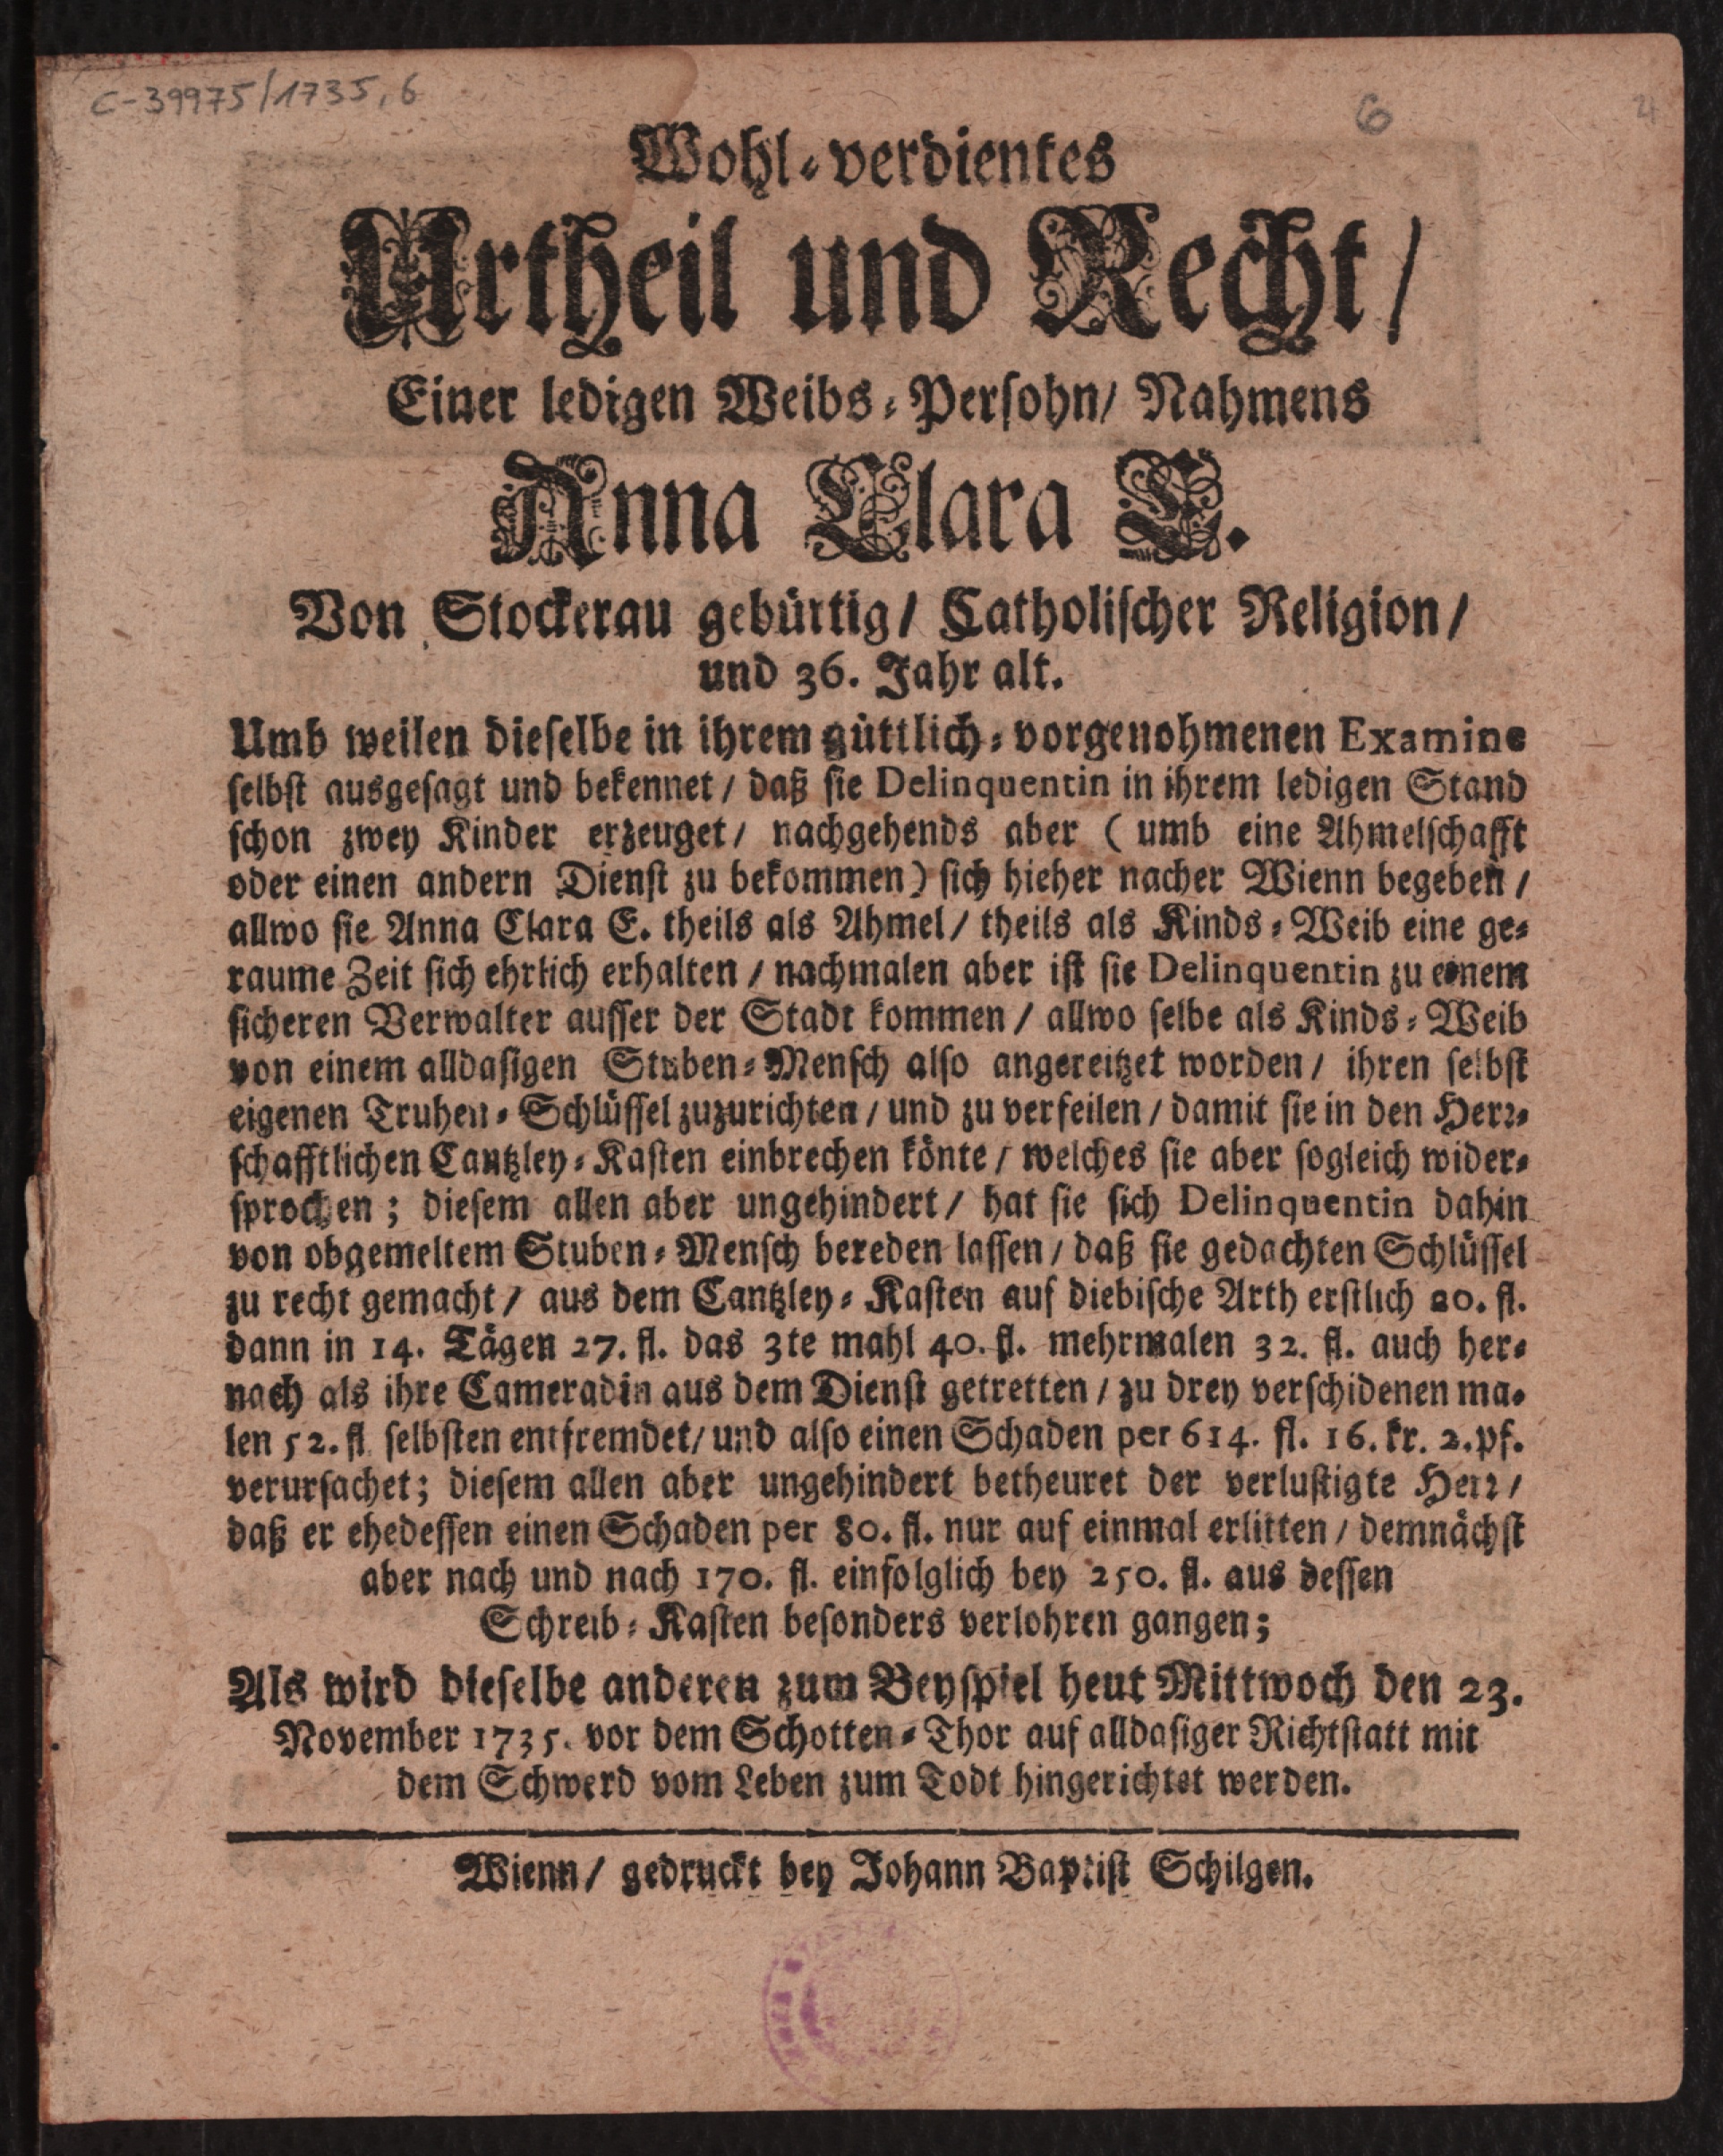 C-39975/1735,6
6
4
Wohl-verdientes
Urtheil und Recht/
Einer ledigen Weibs-Persohn/ Nahmens
Anna Clara E.
Von Stockerau gebürtig/ Catholischer Religion/
und 36. Jahr alt.
Umb weilen dieselbe in ihrem güttlich-vorgenohmenen Examine
selbst ausgesagt und bekennet/ daß sie Delinquentin in ihrem ledigen Stand
schon zwey Kinder erzeuget/ nachgehends aber (umb eine Ahmelschafft
oder einen andern Dienst zu bekommen) sich hieher nacher Wienn begeben/
allwo sie Anna Clara E. theils als Ahmel/ theils als Kinds-Weib eine ge-
raume Zeit sich ehrlich erhalten/ nachmalen aber ist sie Delinquentin zu einem
sicheren Verwalter ausser der Stadt kommen/ allwo selbe als Kinds-Weib
von einem alldasigen Stuben-Mensch also angereitzet worden/ ihren selbst
eigenen Truhen-Schlüssel zuzurichten/ und zu verfeilen/ damit sie in den Herr-
schafftlichen Cantzley-Kasten einbrechen könte/ welches sie aber sogleich wider-
sprochen; diesem allen aber ungehindert/ hat sie sich Delinquentin dahin
von obgemeltem Stuben-Mensch bereden lassen/ daß sie gedachten Schlüssel
zu recht gemacht/ aus dem Cantzley-Kasten auf diebische Arth erstlich 20. fl.
dann in 14. Tägen 27. fl. das 3te mahl 40. fl. mehrmalen 32. fl. auch her-
nach als ihre Cameradin aus dem Dienst getretten/ zu drey verschidenen ma-
len 52. fl selbsten entfremdet/ und also einen Schaden per 614. fl. 16. kr. 2. pf.
verursachet; diesem allen aber ungehindert betheuret der verlustigte Herr/
daß er ehedessen einen Schaden per 80. fl. nur auf einmal erlitten/ demnächst
aber nach und nach 170. fl. einfolglich bey 250. fl. aus dessen
Schreib-Kasten besonders verlohren gangen;
Als wird dieselbe anderen zum Beyspiel heut Mittwoch den 23.
November 1735. vor dem Schotten-Thor auf alldasiger Richtstatt mit
dem Schwerd vom Leben zum Todt hingerichtet werden.
Wienn/ gedruckt bey Johann Baptist Schilgen.